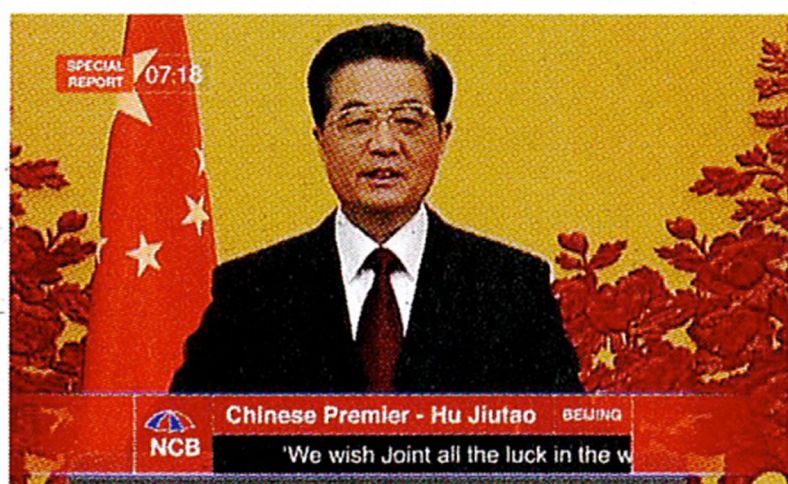 SPECIAL
REPORT
07:18
Chinese Premier - Hu Jiutao BEIJING
NCB
'We wish Joint all the luck in the w